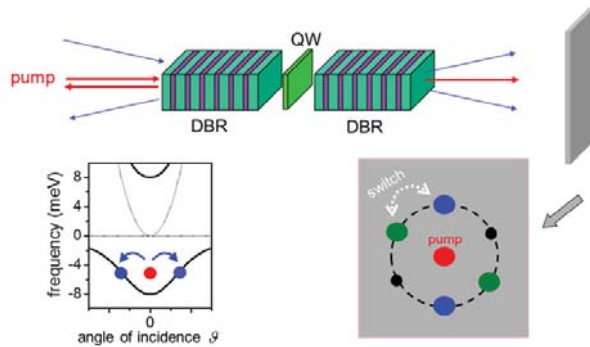 QW
pump
DBR
DBR
frequency (meV)
8
4
0
-4
-8
0
angle of incidence ϑ
switch
pump